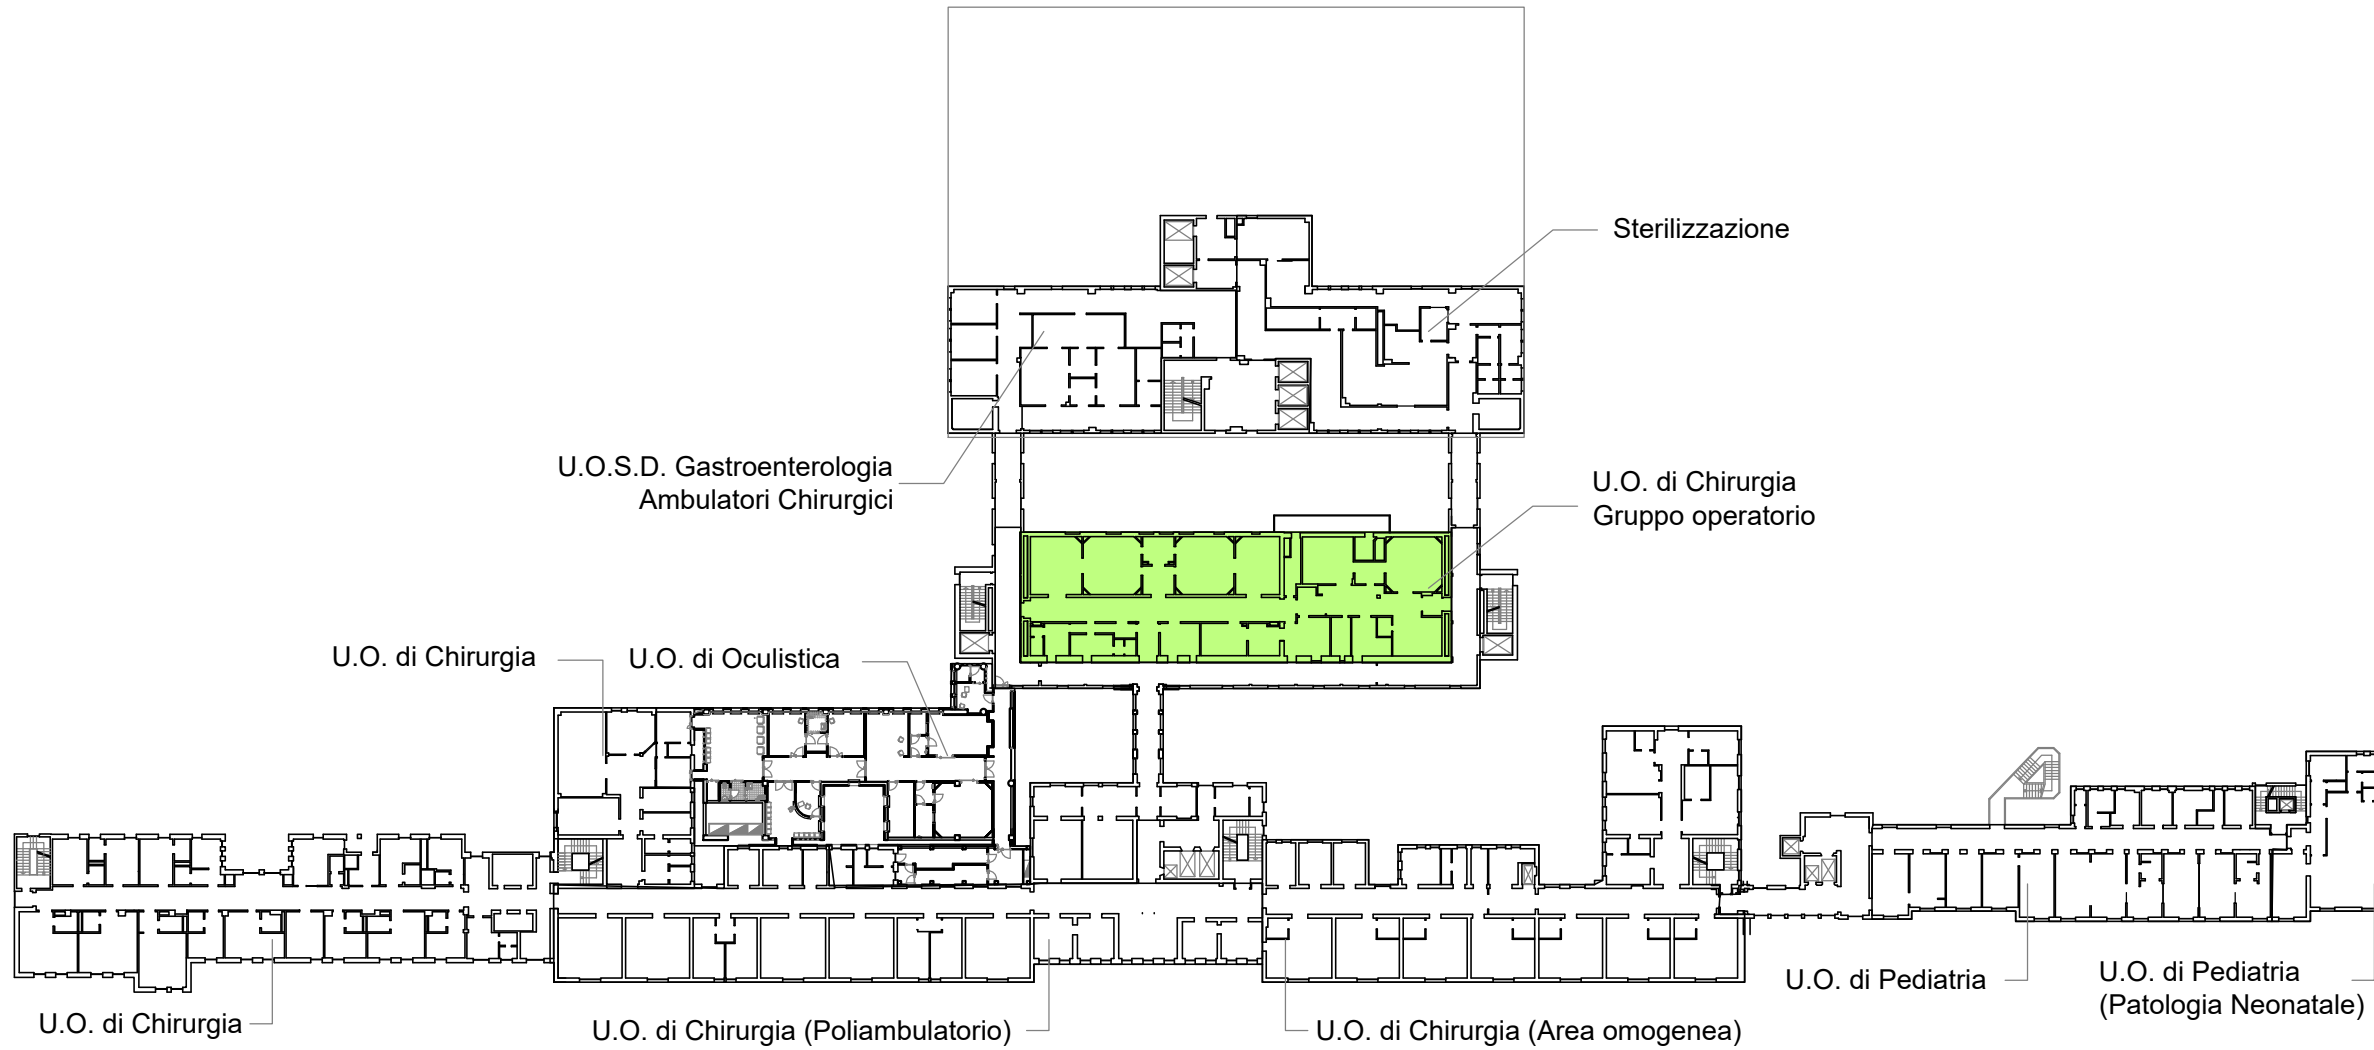 Sterilizzazione
U.O.S.D. Gastroenterologia
Ambulatori Chirurgici
U.O. di Chirurgia
Gruppo operatorio
U.O. di Chirurgia
U.O. di Oculistica
U.O. di Pediatria
U.O. di Pediatria
(Patologia Neonatale)
U.O. di Chirurgia
U.O. di Chirurgia (Poliambulatorio)
U.O. di Chirurgia (Area omogenea)